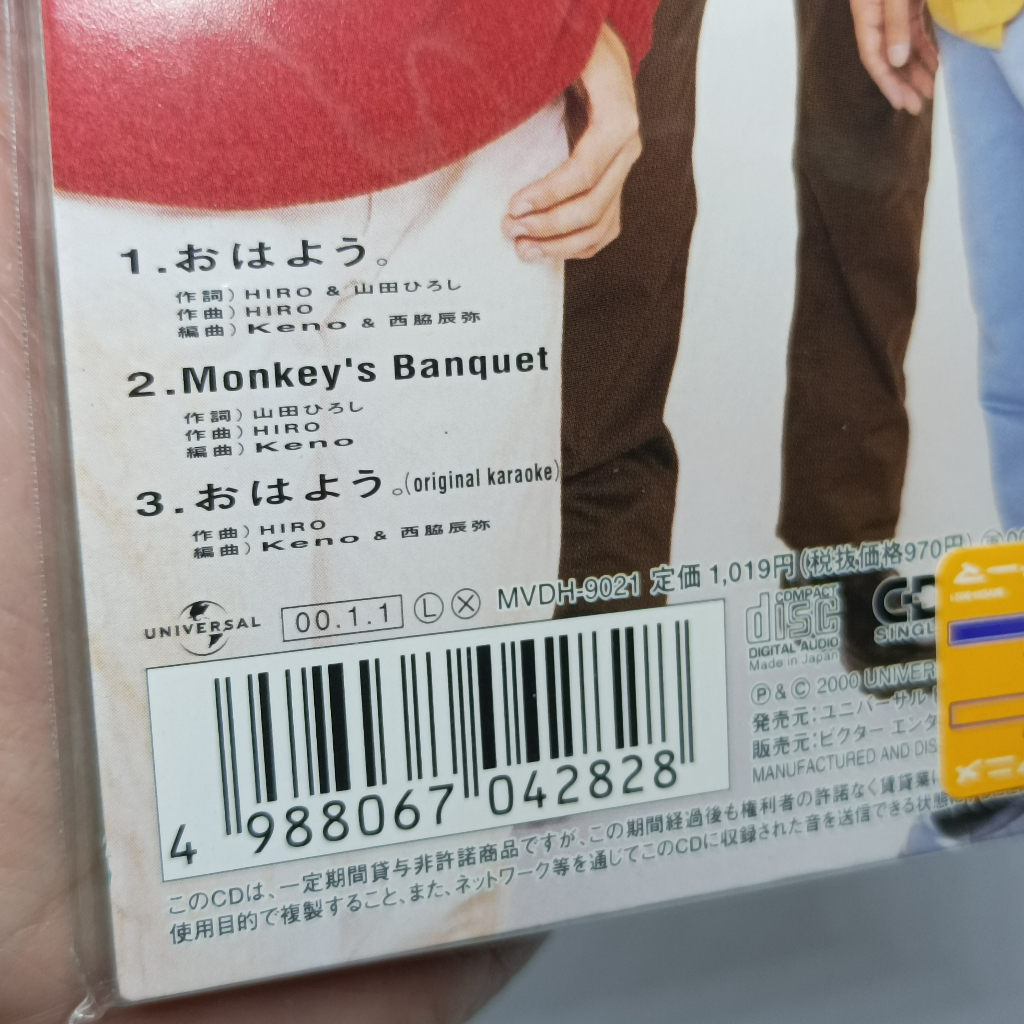 1.おはよう。
作詞)HIRO & 山田ひろし
作曲)HIRO
編曲)Keno & 西脇辰弥
2.Monkey's Banquet
作詞)山田ひろし
作曲)HIRO
編曲)Keno
3.おはよう。(original karaoke)
作曲)HIRO
編曲)Keno & 西脇辰弥
UNIVERSAL 00.1.1 Ⓛ Ⓧ MVDH-9021 定価 1,019円(税抜価格970円)
COMPACT
disc
DIGITAL AUDIO
Made in Japan
CD
SINGL
Ⓟ & Ⓒ 2000 UNIVER
発売元:ユニバーサル
販売元:ビクター エンタ
MANUFACTURED AND DIS
4 988067 042828
このCDは、一定期間貸与非許諾商品ですが、この期間経過後も権利者の許諾なく賃貸業に
使用目的で複製すること、また、ネットワーク等を通じてこのCDに収録された音を送信できる状態に